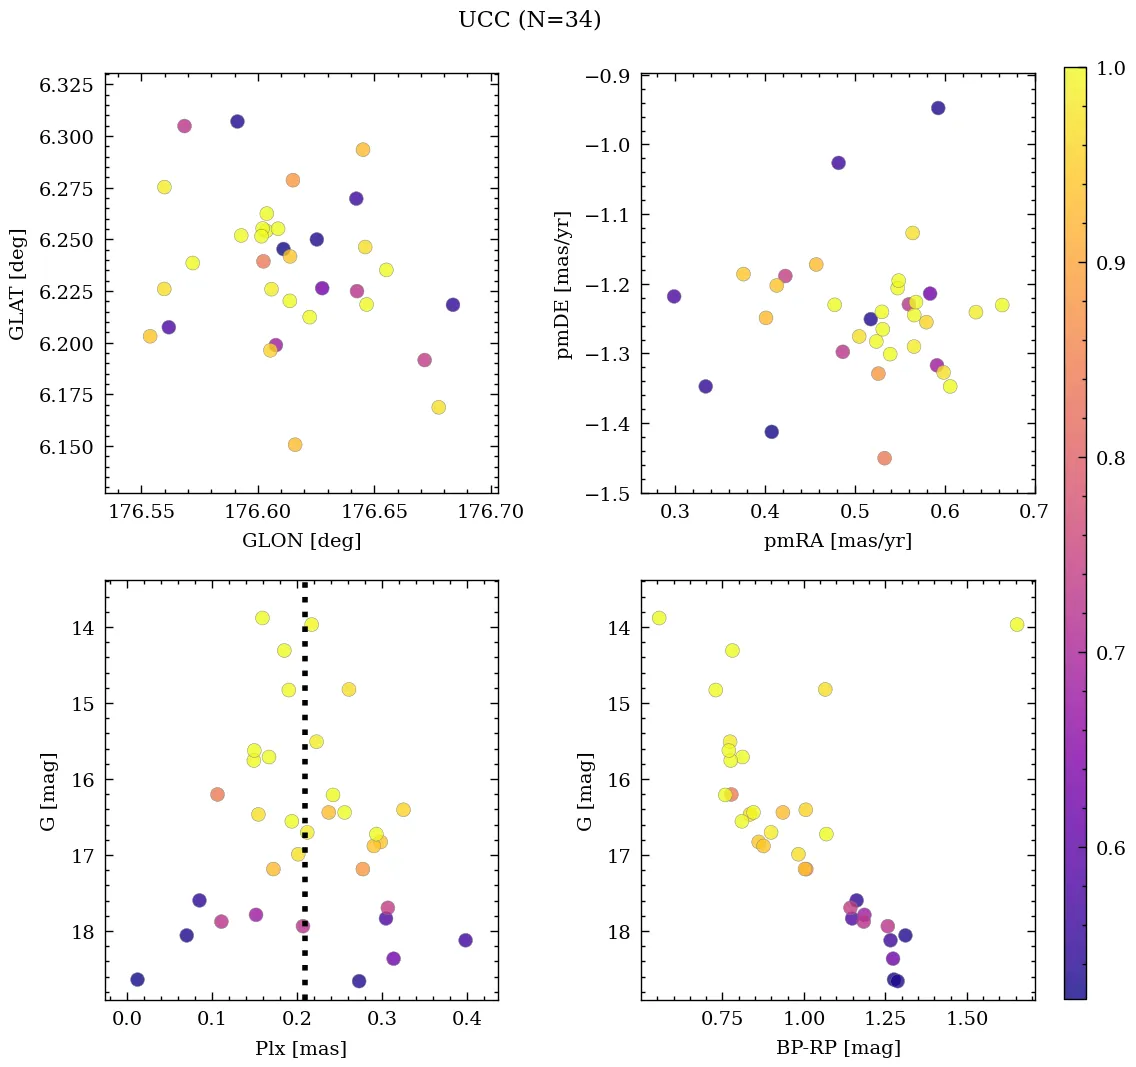 UCC (N=34)
6.325
6.300
6.275
6.250
6.225
6.200
6.175
6.150
GLAT [deg]
176.55 176.60 176.65 176.70
GLON [deg]
−0.9
−1.0
−1.1
−1.2
−1.3
−1.4
−1.5
pmDE [mas/yr]
0.3 0.4 0.5 0.6 0.7
pmRA [mas/yr]
14
15
16
17
18
G [mag]
0.0 0.1 0.2 0.3 0.4
Plx [mas]
14
15
16
17
18
G [mag]
0.75 1.00 1.25 1.50
BP-RP [mag]
1.0
0.9
0.8
0.7
0.6